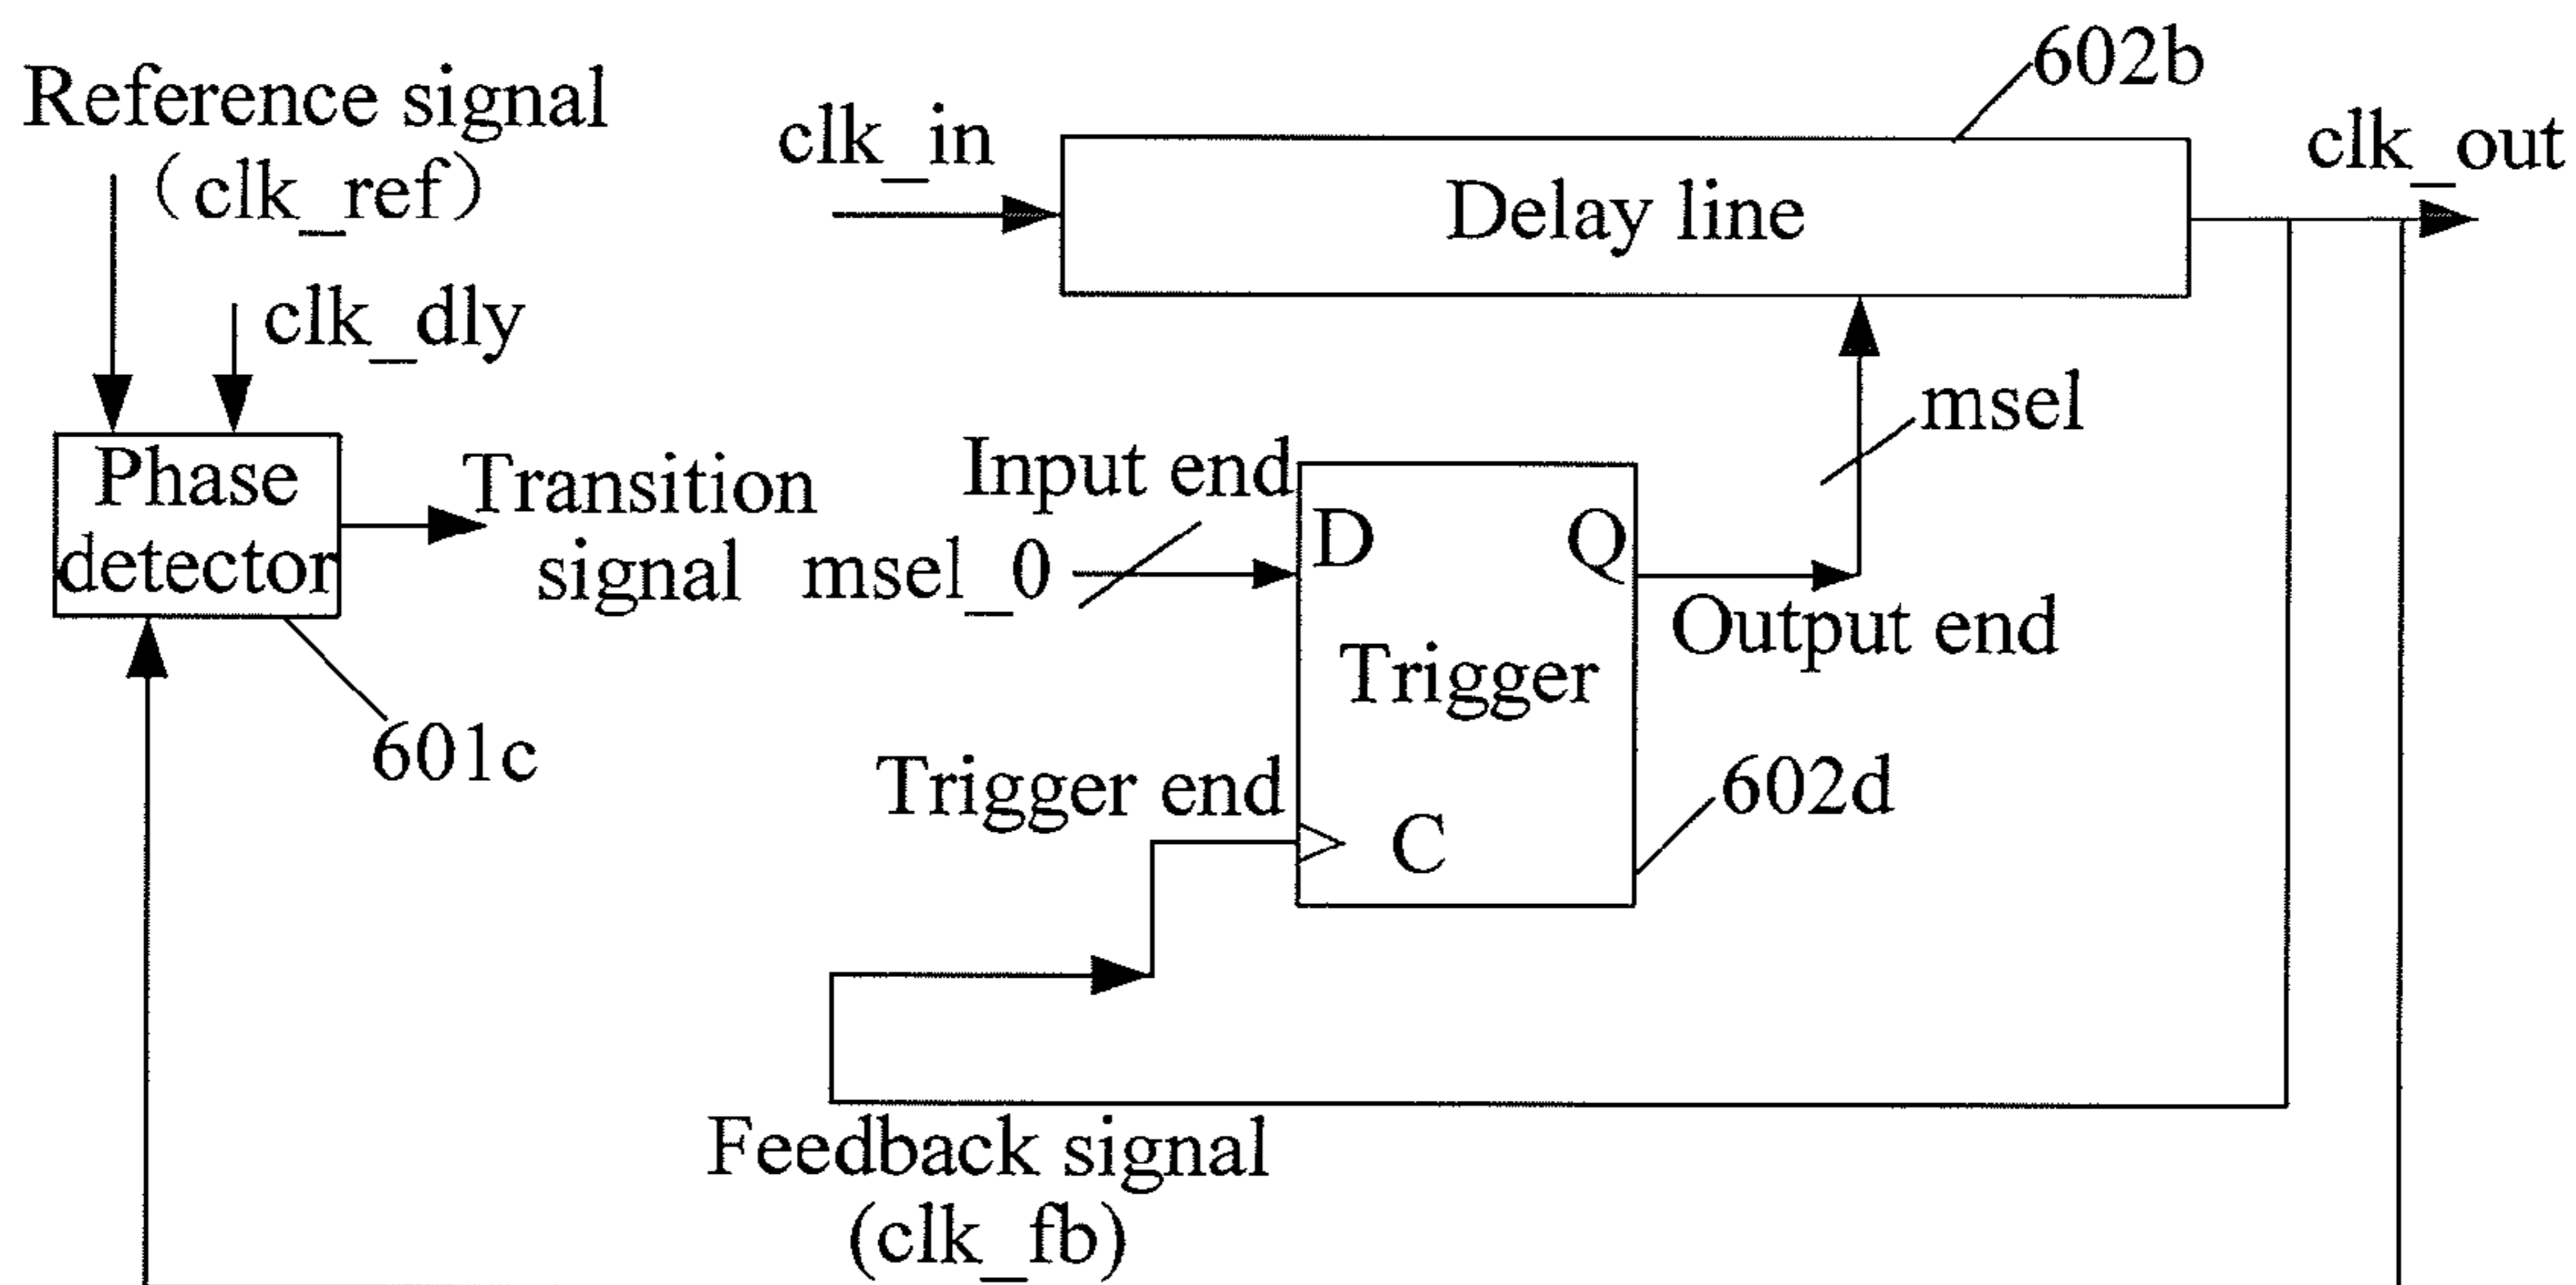 602b
Reference signal
(clk_ref)
clk_in
Delay line
clk_out
clk_dly
msel
Phase
detector
Transition
signal
Input end
msel_0
D
Q
Output end
Trigger
601c
Trigger end
C
602d
Feedback signal
(clk_fb)